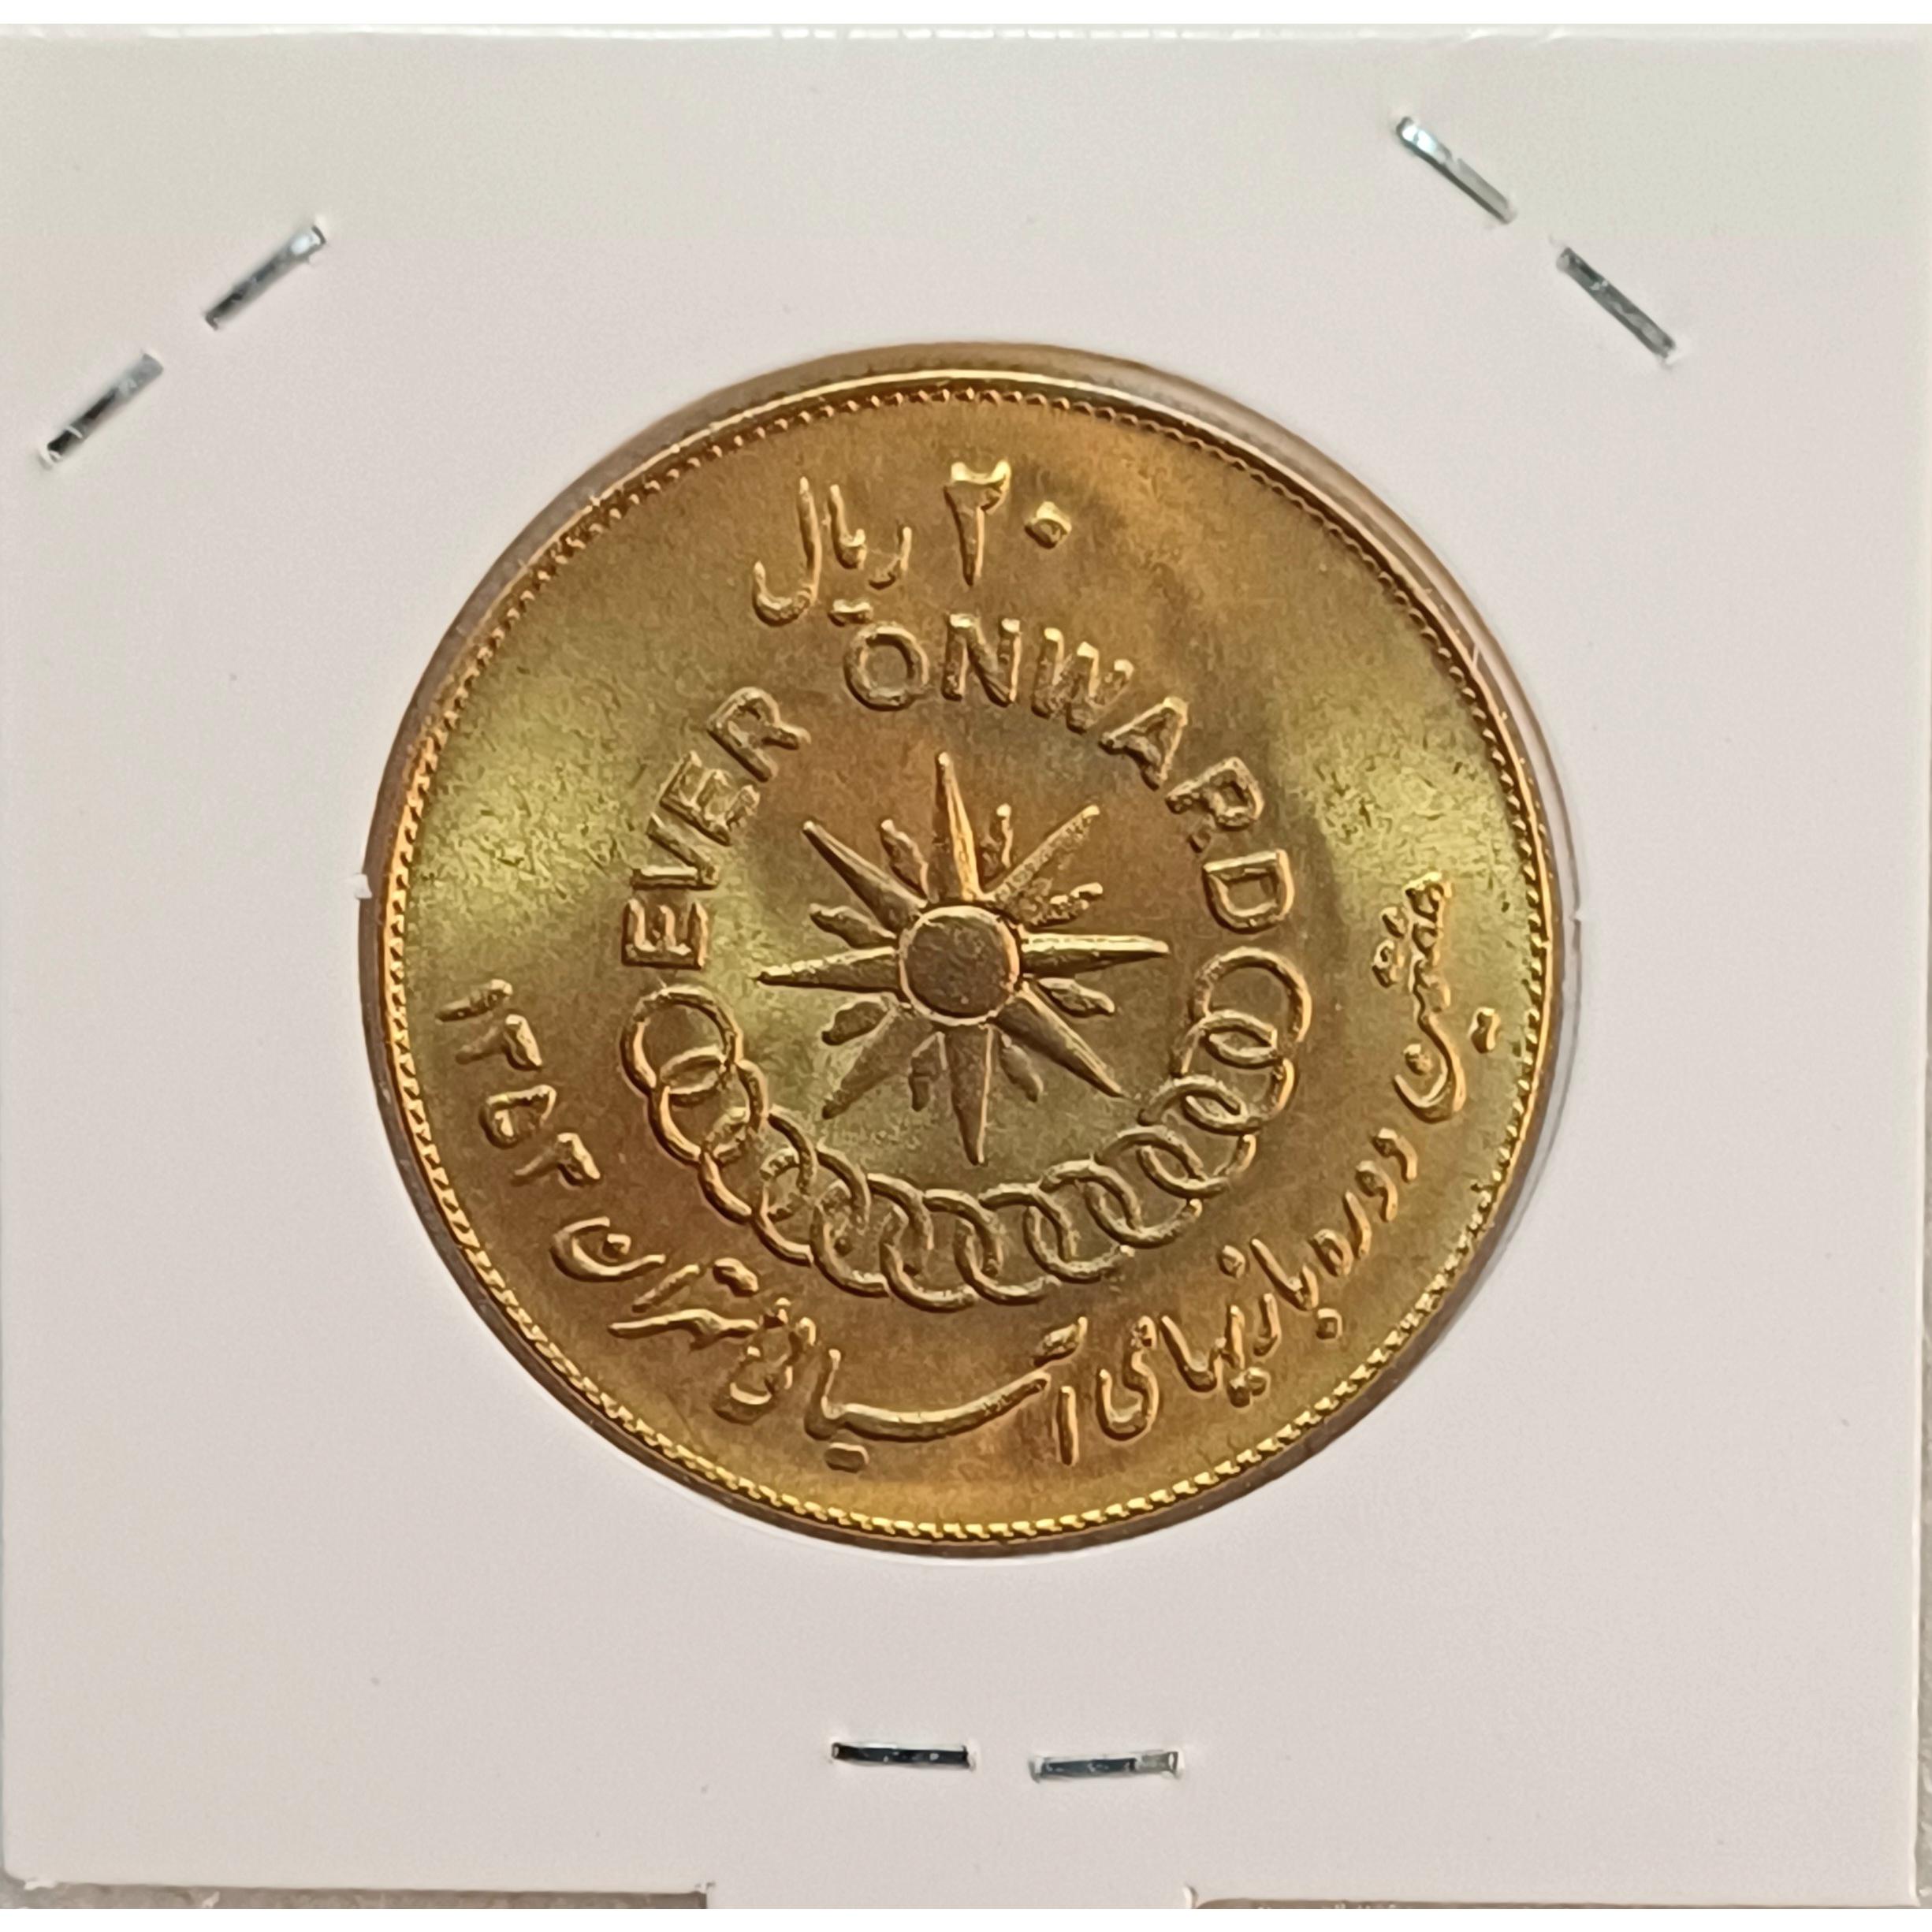 ۲۰ ریال
EVER ONWARD
هفتمین دوره بازیهای آسیائی تهران ۱۳۵۳